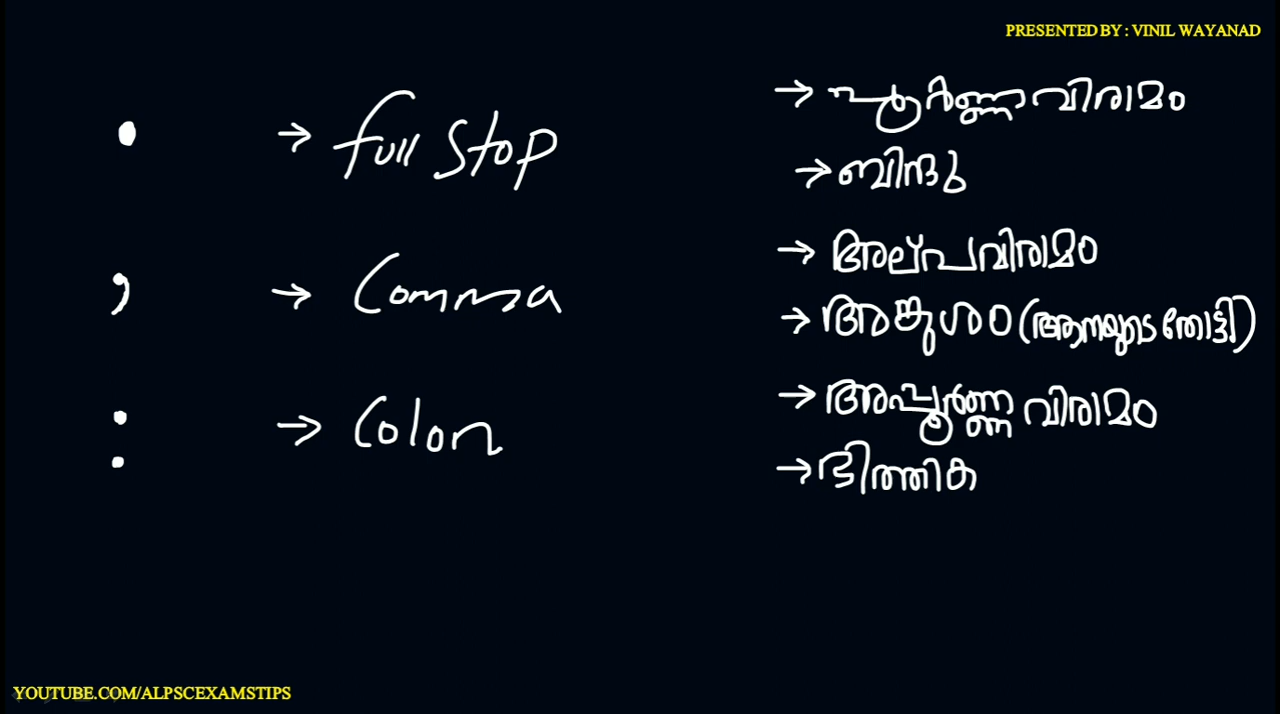 PRESENTED BY : VINIL WAYANAD
• → full stop → പൂർണ്ണവിരാമം
→ ബിന്ദു
, → Comma → അല്പവിരാമം
→ അങ്കുശം (ആനയുടെ തോട്ടി)
: → Colon → അപൂർണ്ണ വിരാമം
→ ഭിത്തിക
YOUTUBE.COM/ALPSCEXAMSTIPS